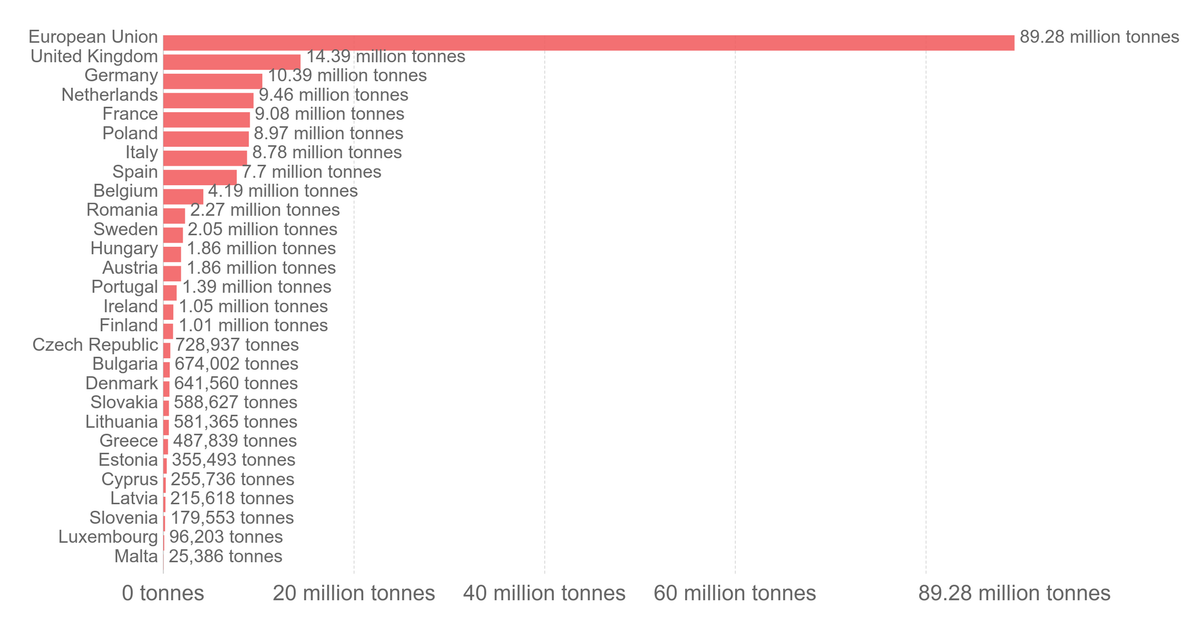 European Union 89.28 million tonnes
United Kingdom 14.39 million tonnes
Germany 10.39 million tonnes
Netherlands 9.46 million tonnes
France 9.08 million tonnes
Poland 8.97 million tonnes
Italy 8.78 million tonnes
Spain 7.7 million tonnes
Belgium 4.19 million tonnes
Romania 2.27 million tonnes
Sweden 2.05 million tonnes
Hungary 1.86 million tonnes
Austria 1.86 million tonnes
Portugal 1.39 million tonnes
Ireland 1.05 million tonnes
Finland 1.01 million tonnes
Czech Republic 728,937 tonnes
Bulgaria 674,002 tonnes
Denmark 641,560 tonnes
Slovakia 588,627 tonnes
Lithuania 581,365 tonnes
Greece 487,839 tonnes
Estonia 355,493 tonnes
Cyprus 255,736 tonnes
Latvia 215,618 tonnes
Slovenia 179,553 tonnes
Luxembourg 96,203 tonnes
Malta 25,386 tonnes
0 tonnes 20 million tonnes 40 million tonnes 60 million tonnes 89.28 million tonnes